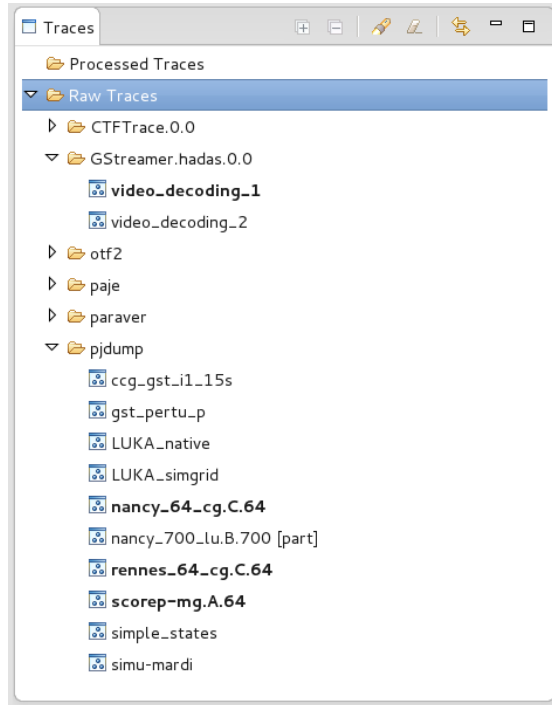 Traces
Processed Traces
Raw Traces
CTFTrace.0.0
GStreamer.hadas.0.0
video_decoding_1
video_decoding_2
otf2
paje
paraver
pjdump
ccg_gst_i1_15s
gst_pertu_p
LUKA_native
LUKA_simgrid
nancy_64_cg.C.64
nancy_700_lu.B.700 [part]
rennes_64_cg.C.64
scorep-mg.A.64
simple_states
simu-mardi